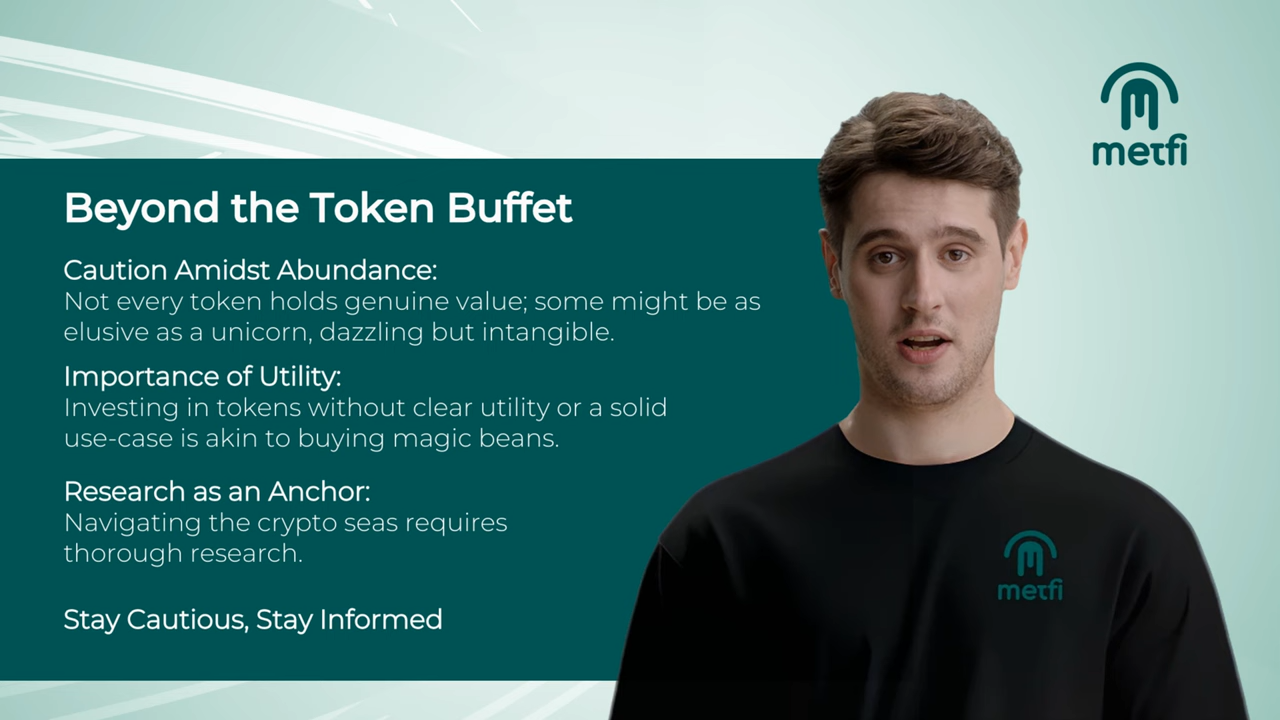 metfi
Beyond the Token Buffet
Caution Amidst Abundance:
Not every token holds genuine value; some might be as
elusive as a unicorn, dazzling but intangible.
Importance of Utility:
Investing in tokens without clear utility or a solid
use-case is akin to buying magic beans.
Research as an Anchor:
Navigating the crypto seas requires
thorough research.
Stay Cautious, Stay Informed
metfi